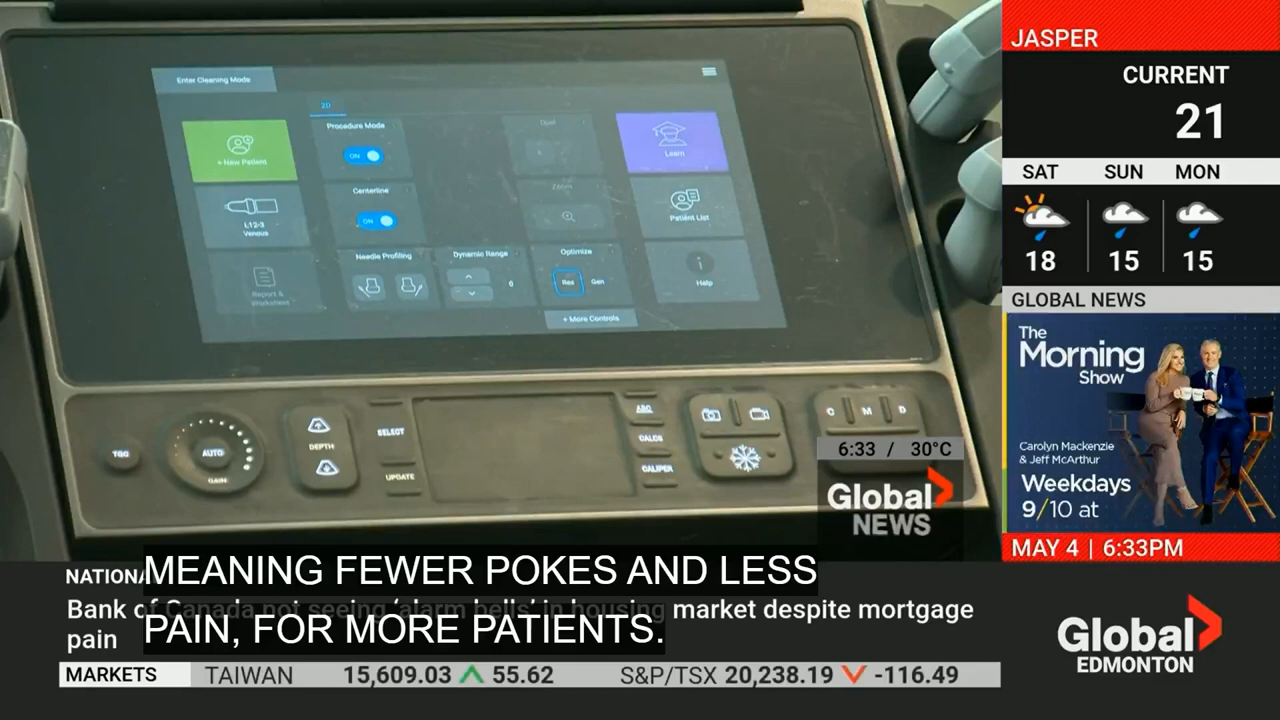 Enter Cleaning Mode
2D
+ New Patient
Procedure Mode
ON
Dual
Learn
L12-3
Venous
Centerline
ON
Zoom
Patient List
Report &
Worksheet
Needle Profiling
Dynamic Range
6
Optimize
Res
Gen
Help
+ More Controls
TGC
AUTO
GAIN
DEPTH
SELECT
UPDATE
ABC
CALCS
CALIPER
C
M
D
6:33 / 30°C
Global
NEWS
JASPER
CURRENT
21
SAT SUN MON
18 15 15
GLOBAL NEWS
The
Morning
Show
Carolyn Mackenzie
& Jeff McArthur
Weekdays
9/10 at
MAY 4 | 6:33PM
MEANING FEWER POKES AND LESS
PAIN, FOR MORE PATIENTS.
NATIONA
Bank of Canada not seeing 'alarm bells' in housing market despite mortgage
pain
Global
EDMONTON
MARKETS TAIWAN 15,609.03 55.62 S&P/TSX 20,238.19 -116.49